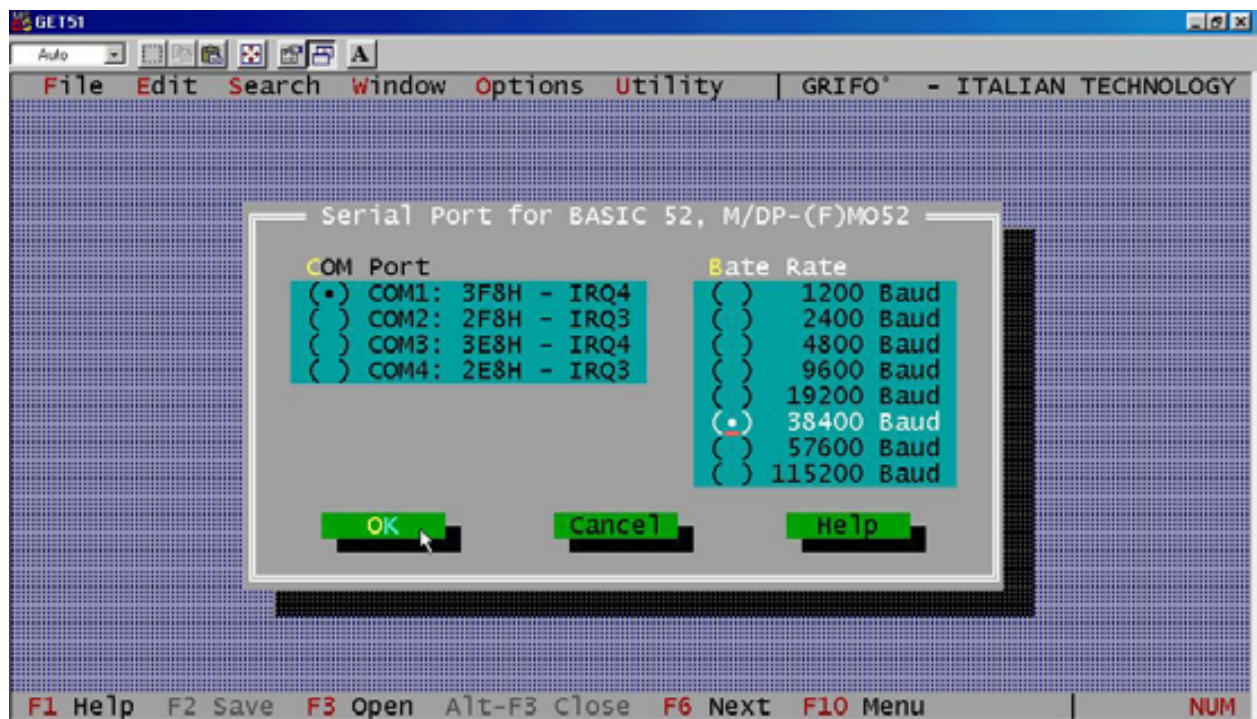 GET51
Auto
A
File Edit Search Window Options Utility | GRIFO° - ITALIAN TECHNOLOGY
Serial Port for BASIC 52, M/DP-(F)MO52
COM Port
(•) COM1: 3F8H - IRQ4
( ) COM2: 2F8H - IRQ3
( ) COM3: 3E8H - IRQ4
( ) COM4: 2E8H - IRQ3
Bate Rate
( ) 1200 Baud
( ) 2400 Baud
( ) 4800 Baud
( ) 9600 Baud
( ) 19200 Baud
(•) 38400 Baud
( ) 57600 Baud
( ) 115200 Baud
OK Cancel Help
F1 Help F2 Save F3 Open Alt-F3 Close F6 Next F10 Menu | NUM